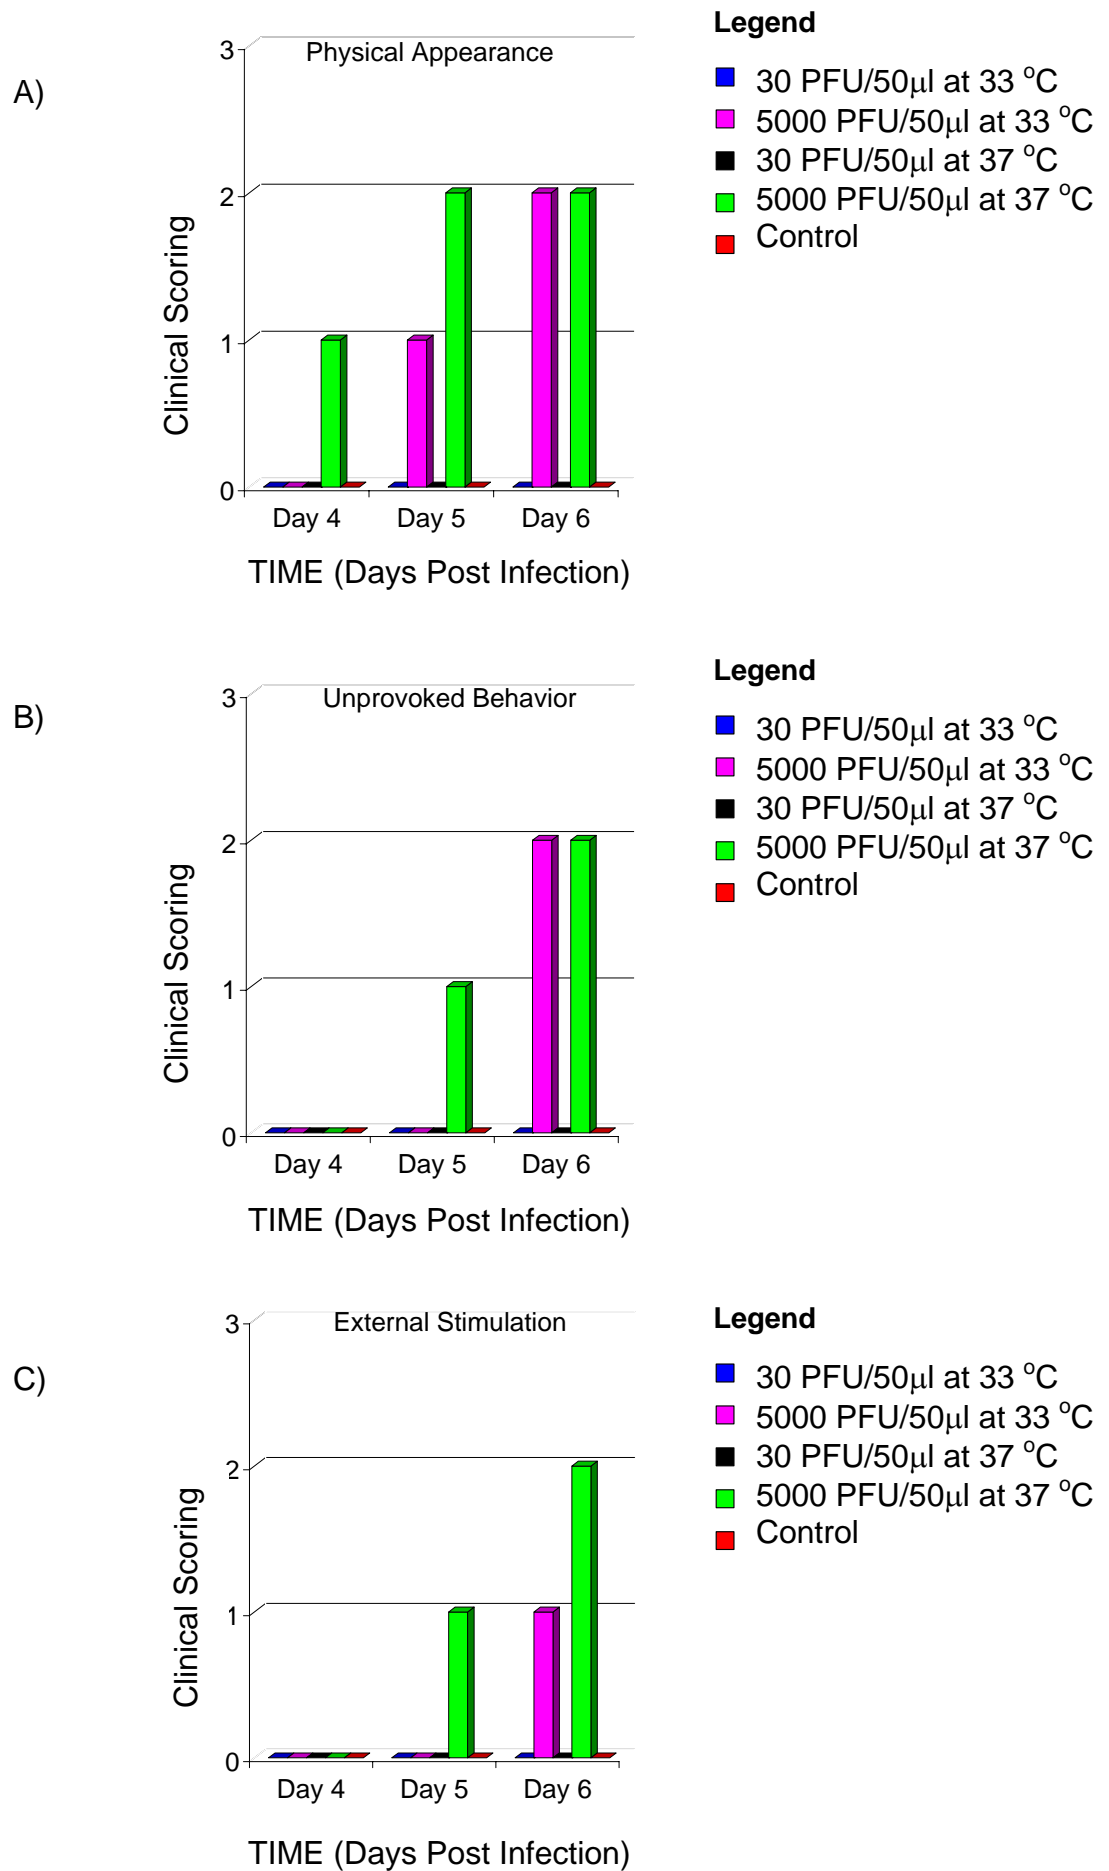 A)
Physical Appearance
3
2
1
0
Clinical Scoring
Day 4
Day 5
Day 6
TIME (Days Post Infection)
Legend
30 PFU/50μl at 33 °C
5000 PFU/50μl at 33 °C
30 PFU/50μl at 37 °C
5000 PFU/50μl at 37 °C
Control
B)
Unprovoked Behavior
3
2
1
0
Clinical Scoring
Day 4
Day 5
Day 6
TIME (Days Post Infection)
Legend
30 PFU/50μl at 33 °C
5000 PFU/50μl at 33 °C
30 PFU/50μl at 37 °C
5000 PFU/50μl at 37 °C
Control
C)
External Stimulation
3
2
1
0
Clinical Scoring
Day 4
Day 5
Day 6
TIME (Days Post Infection)
Legend
30 PFU/50μl at 33 °C
5000 PFU/50μl at 33 °C
30 PFU/50μl at 37 °C
5000 PFU/50μl at 37 °C
Control